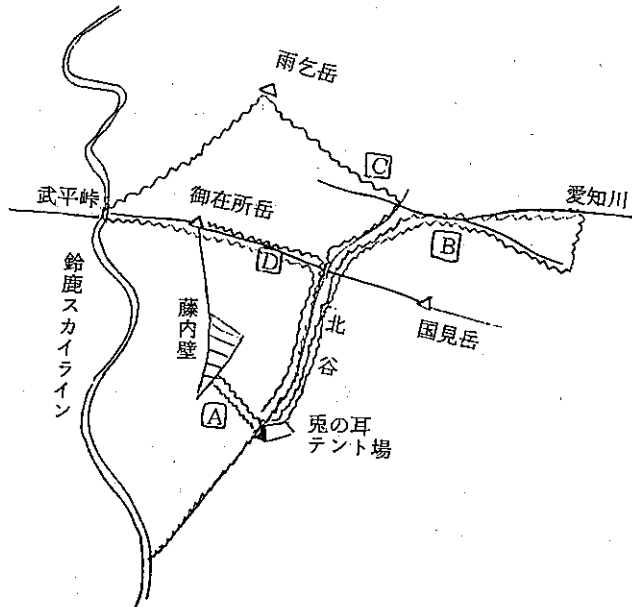 雨乞岳
C
武平峠
御在所岳
愛知川
B
D
鈴鹿スカイライン
藤内壁
北谷
国見岳
A
兎の耳
テント場